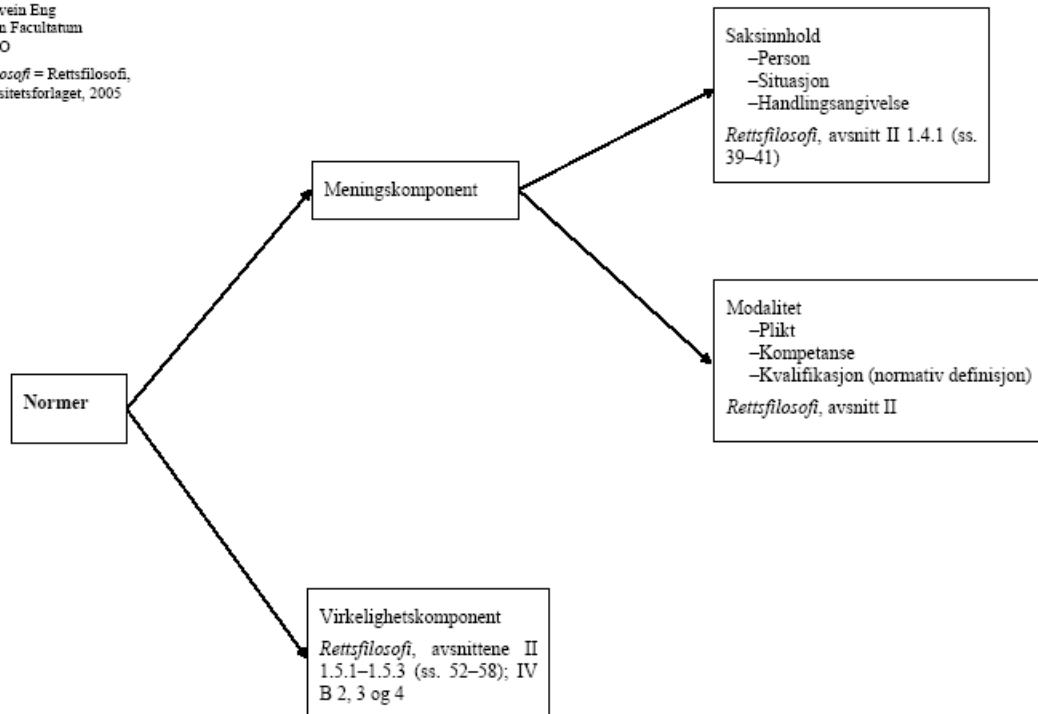 vein Eng
n Facultatum
O
osofi = Rettsfilosofi,
sitetsforlaget, 2005
Saksinnhold
–Person
–Situasjon
–Handlingsangivelse
Rettsfilosofi, avsnitt II 1.4.1 (ss.
39–41)
Meningskomponent
Modalitet
–Plikt
–Kompetanse
–Kvalifikasjon (normativ definisjon)
Rettsfilosofi, avsnitt II
Normer
Virkelighetskomponent
Rettsfilosofi, avsnittene II
1.5.1–1.5.3 (ss. 52–58); IV
B 2, 3 og 4